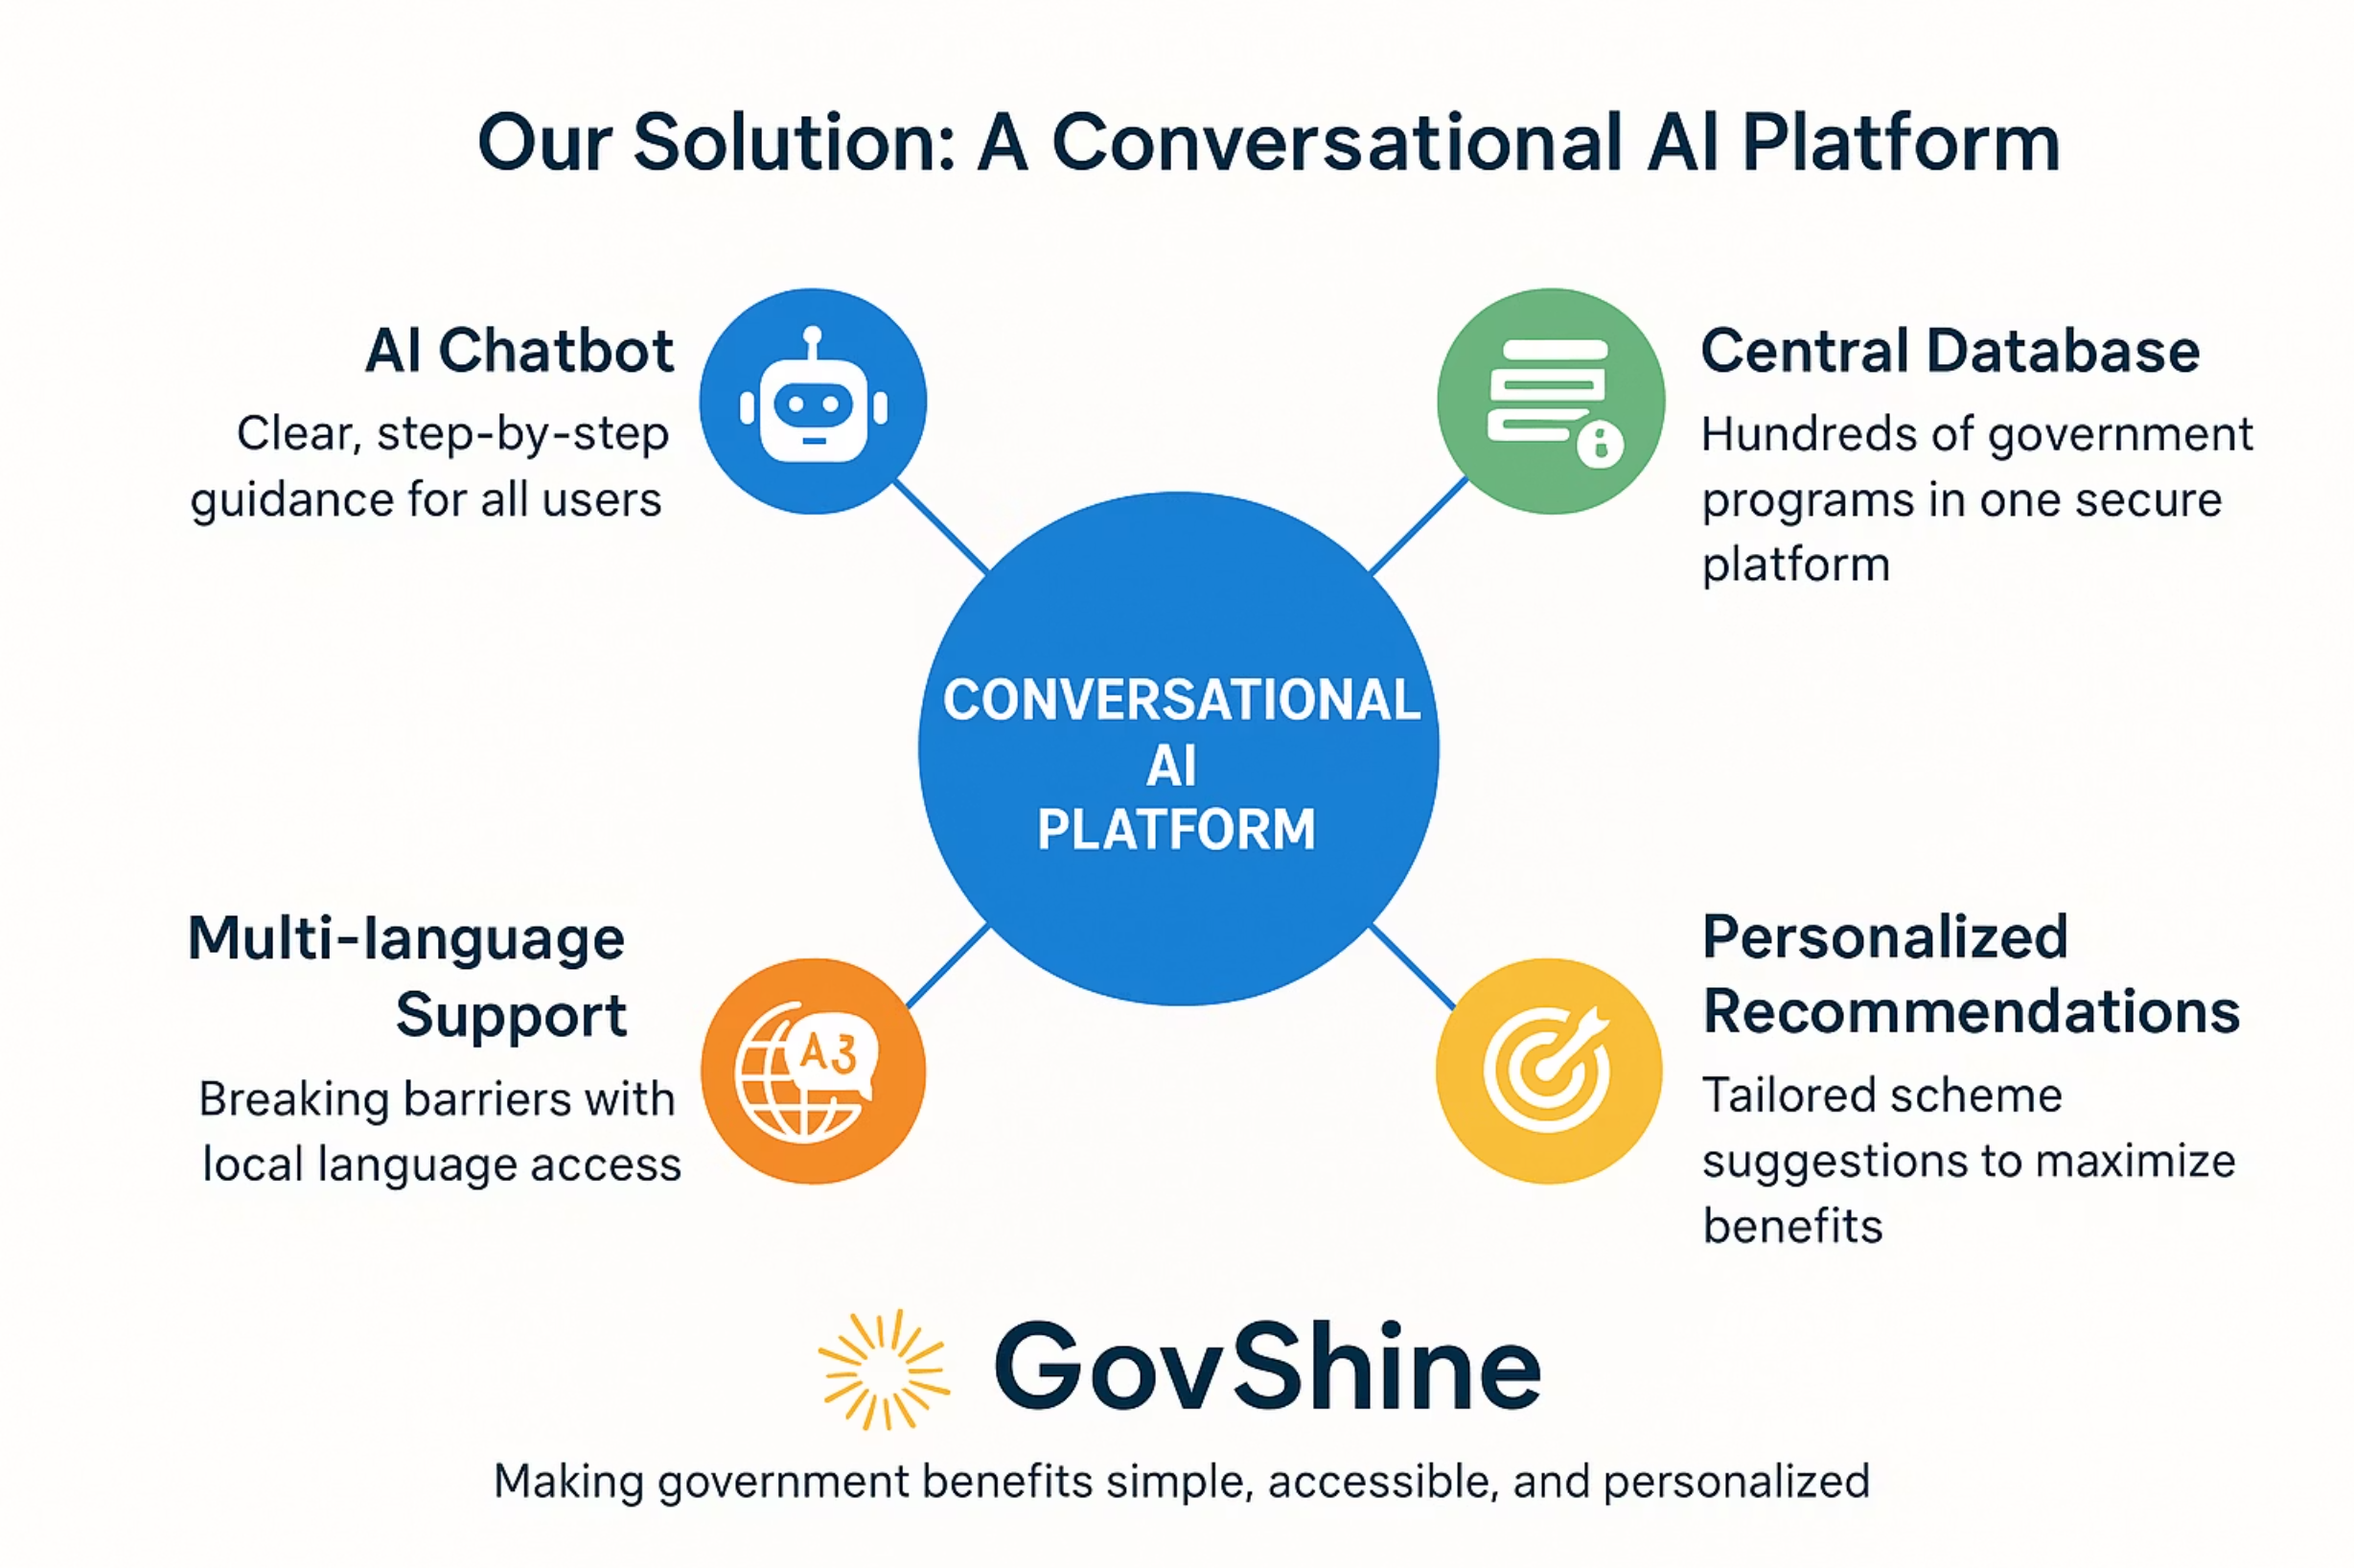 Our Solution: A Conversational AI Platform
AI Chatbot
Clear, step-by-step
guidance for all users
Central Database
Hundreds of government
programs in one secure
platform
CONVERSATIONAL
AI
PLATFORM
Multi-language
Support
Breaking barriers with
local language access
A3
Personalized
Recommendations
Tailored scheme
suggestions to maximize
benefits
GovShine
Making government benefits simple, accessible, and personalized